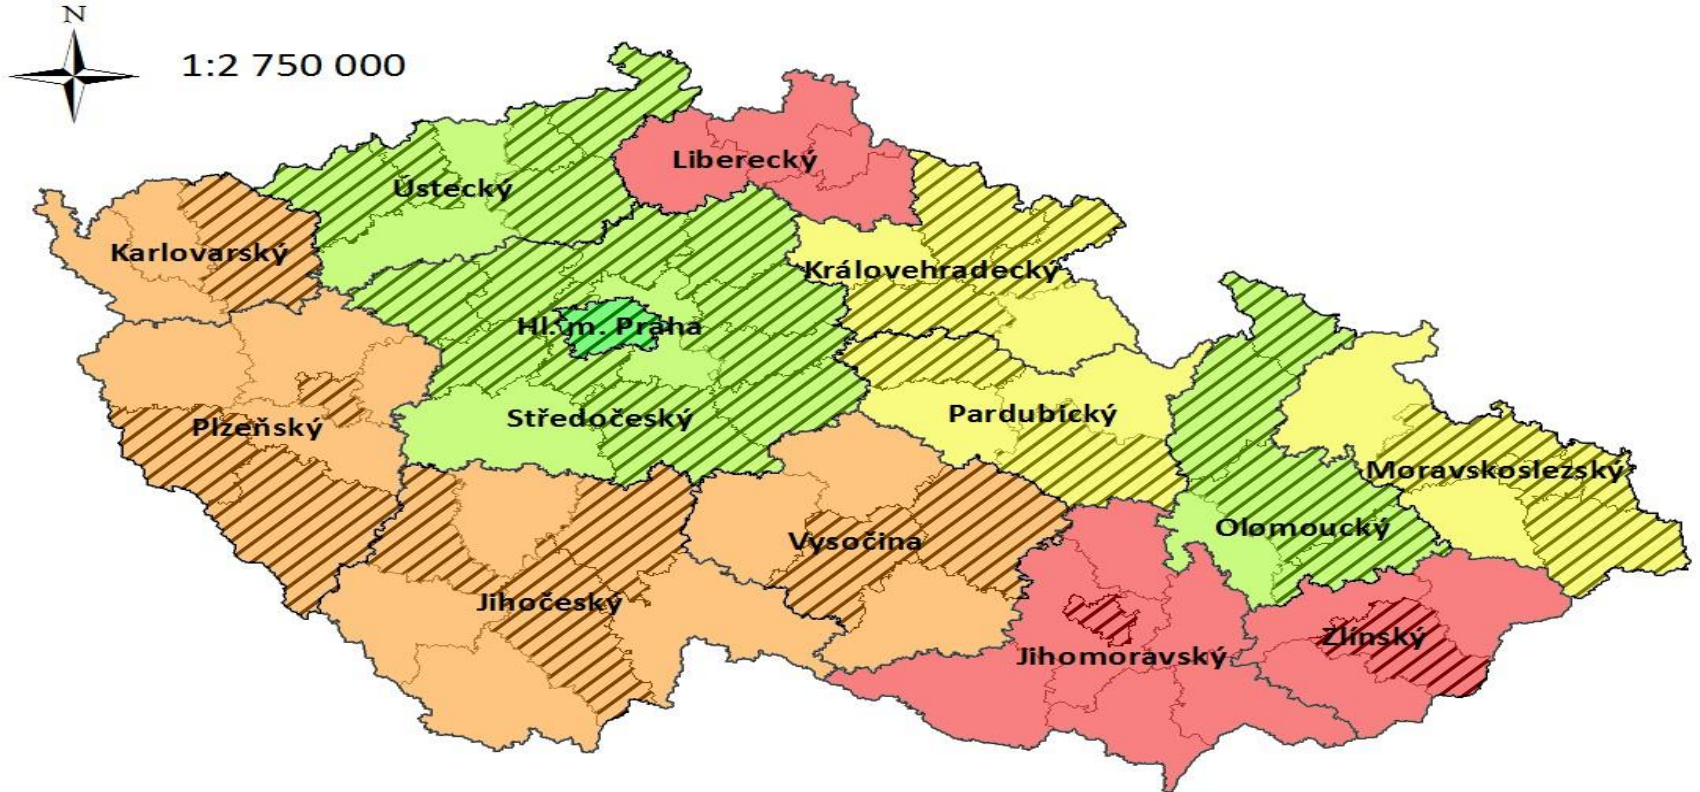 N
1:2 750 000
Liberecký
Ústecký
Karlovarský
Královehradecký
Hl. m. Praha
Středočeský
Pardubický
Plzeňský
Moravskoslezský
Olomoucký
Vysočina
Jihočeský
Zlínský
Jihomoravský